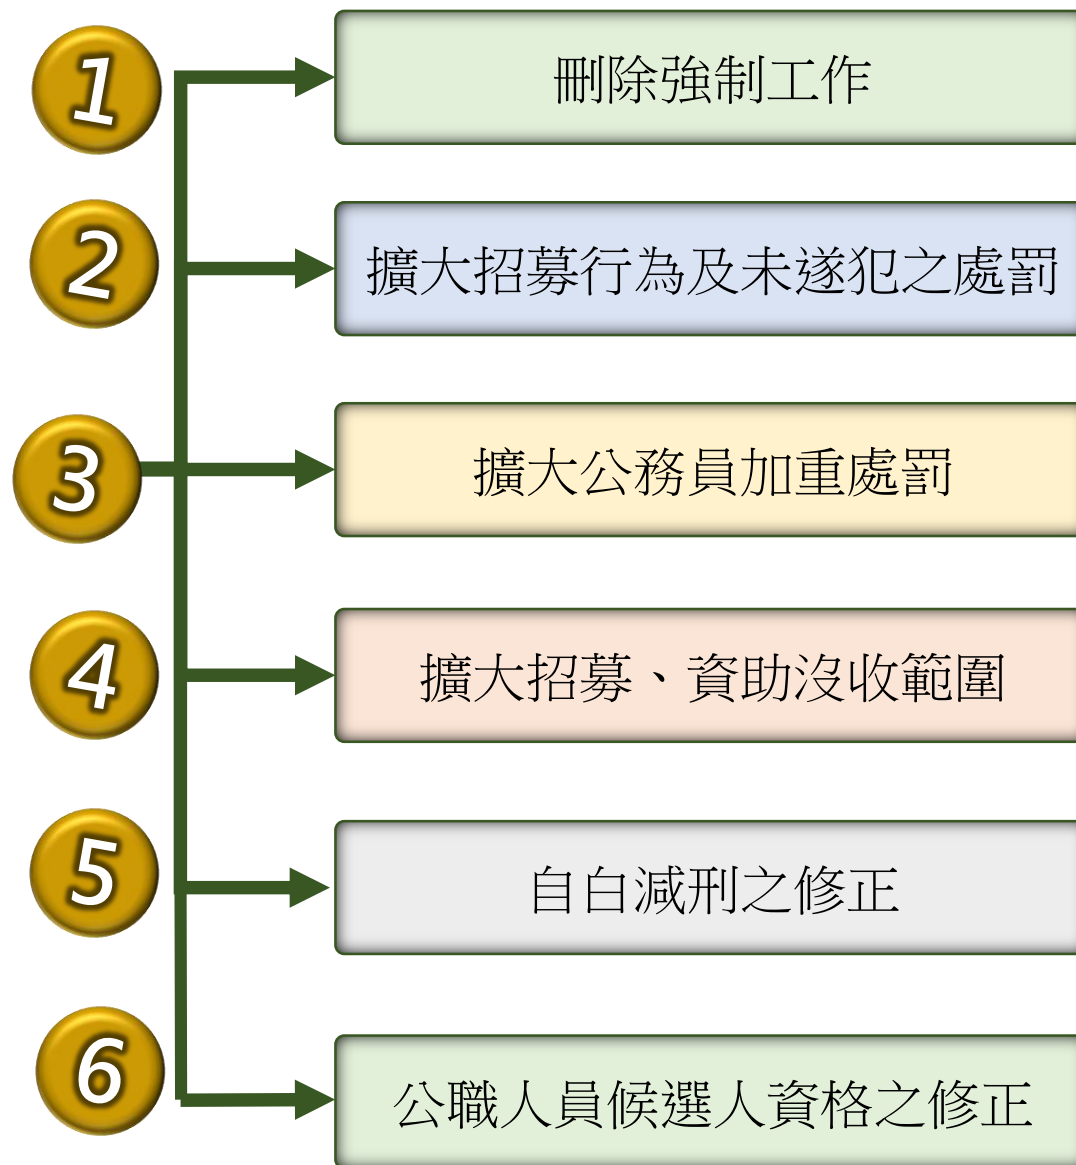 1
刪除強制工作
2
擴大招募行為及未遂犯之處罰
3
擴大公務員加重處罰
4
擴大招募、資助沒收範圍
5
自白減刑之修正
6
公職人員候選人資格之修正